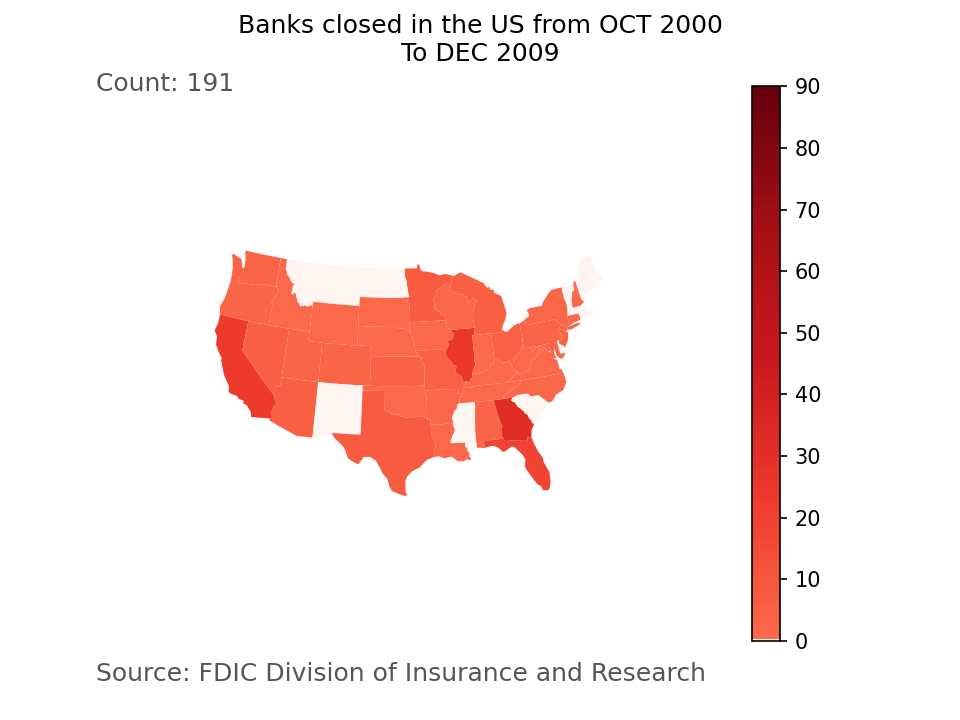 Banks closed in the US from OCT 2000
To DEC 2009
Count: 191
90
80
70
60
50
40
30
20
10
0
Source: FDIC Division of Insurance and Research